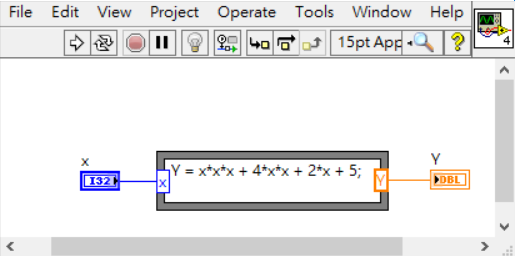 File Edit View Project Operate Tools Window Help
15pt App
4
x
Y
I32
x
Y = x*x*x + 4*x*x + 2*x + 5;
Y
DBL